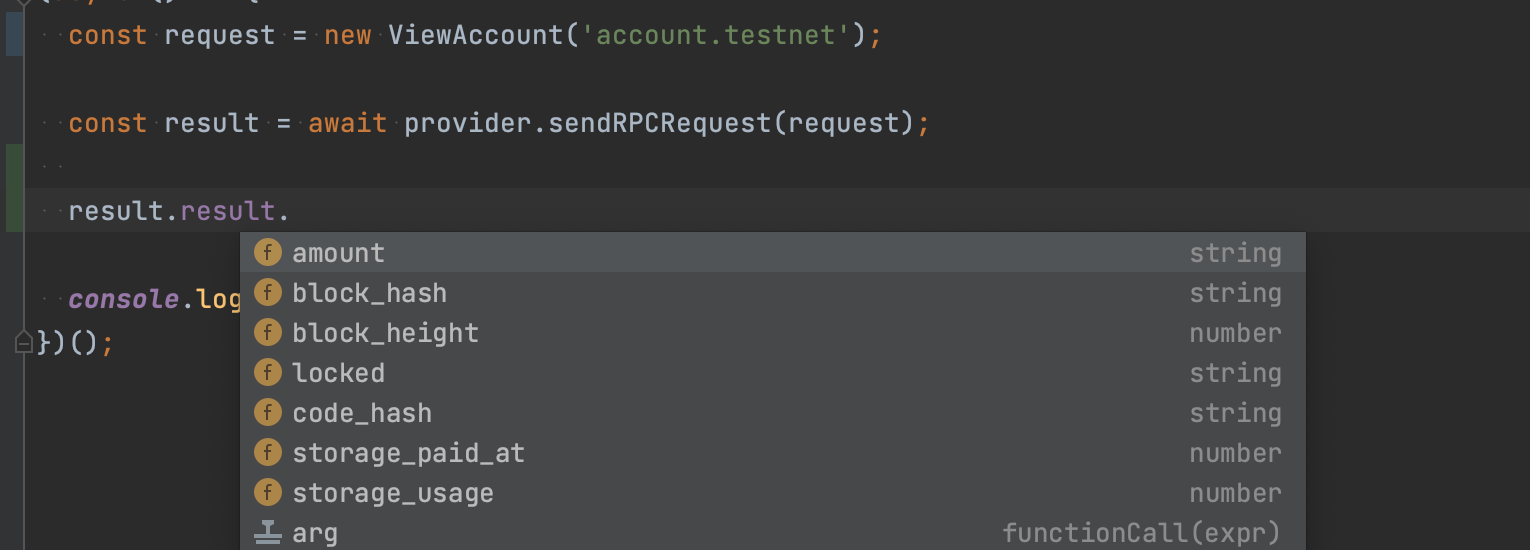 const request = new ViewAccount('account.testnet');
const result = await provider.sendRPCRequest(request);
result.result.
amount string
block_hash string
block_height number
console.log
locked string
})();
code_hash string
storage_paid_at number
storage_usage number
arg functionCall(expr)